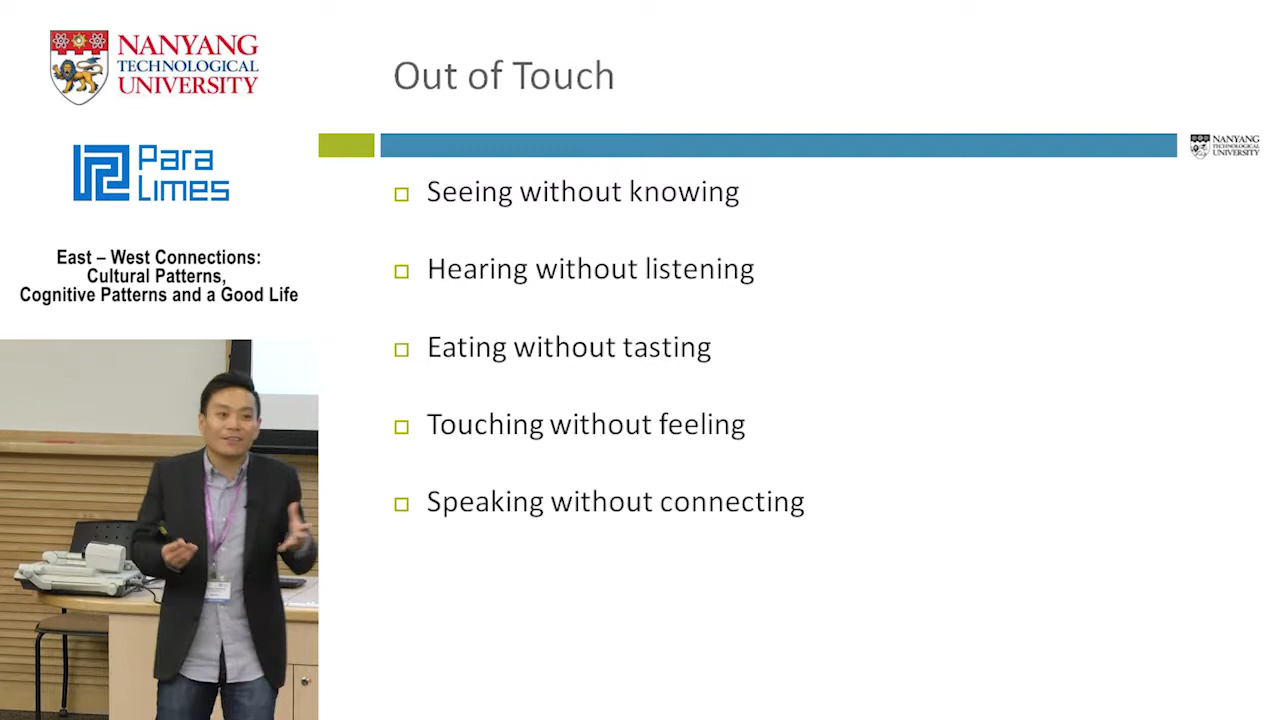 NANYANG
TECHNOLOGICAL
UNIVERSITY
Para
Limes
East – West Connections:
Cultural Patterns,
Cognitive Patterns and a Good Life
Out of Touch
NANYANG
TECHNOLOGICAL
UNIVERSITY
Seeing without knowing
Hearing without listening
Eating without tasting
Touching without feeling
Speaking without connecting